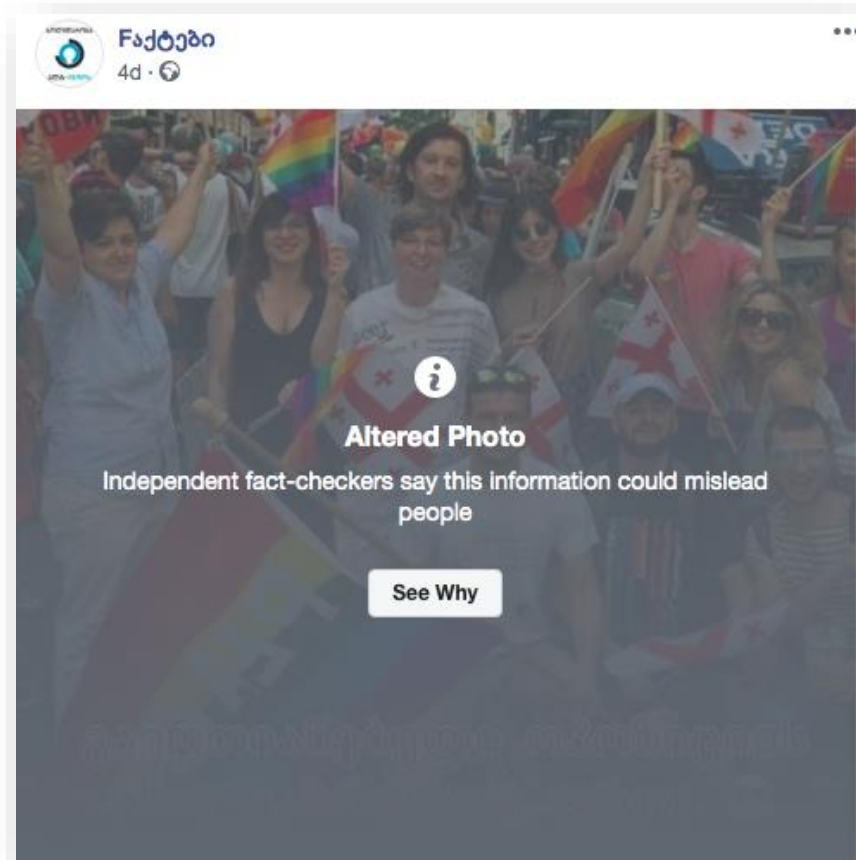 Fაქტები
4d ·
Altered Photo
Independent fact-checkers say this information could mislead
people
See Why